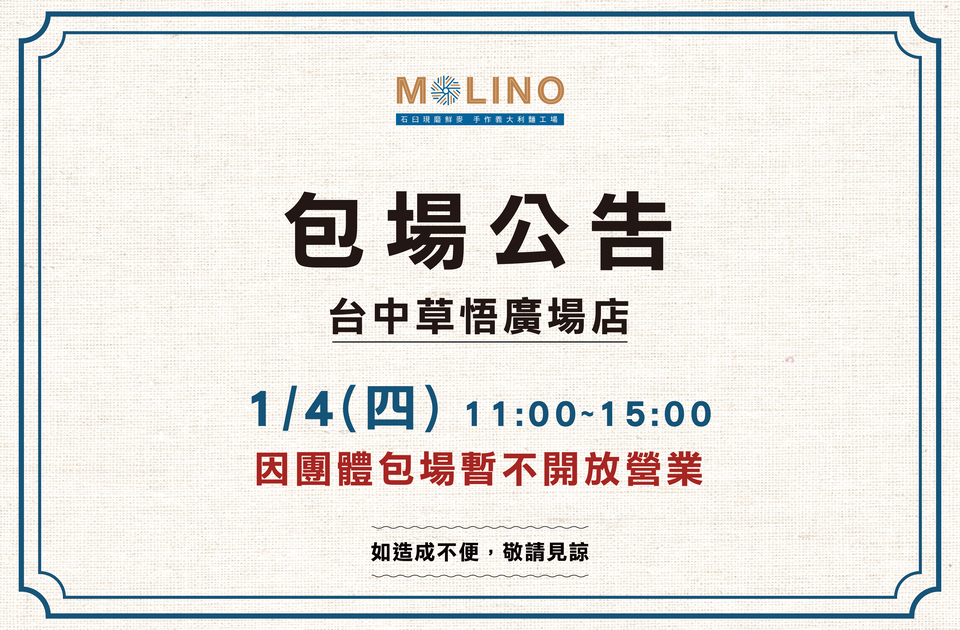 MOLINO
石臼現磨鮮麥 手作義大利麵工場
包場公告
台中草悟廣場店
1/4(四) 11:00~15:00
因團體包場暫不開放營業
如造成不便，敬請見諒